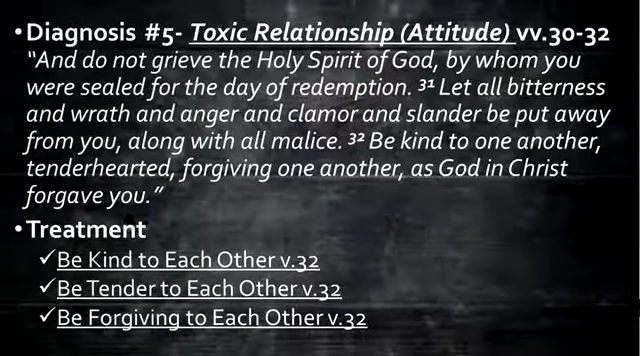 •Diagnosis #5- Toxic Relationship (Attitude) vv.30-32
"And do not grieve the Holy Spirit of God, by whom you
were sealed for the day of redemption. ³¹ Let all bitterness
and wrath and anger and clamor and slander be put away
from you, along with all malice. ³² Be kind to one another,
tenderhearted, forgiving one another, as God in Christ
forgave you."
•Treatment
✓Be Kind to Each Other v.32
✓Be Tender to Each Other v.32
✓Be Forgiving to Each Other v.32